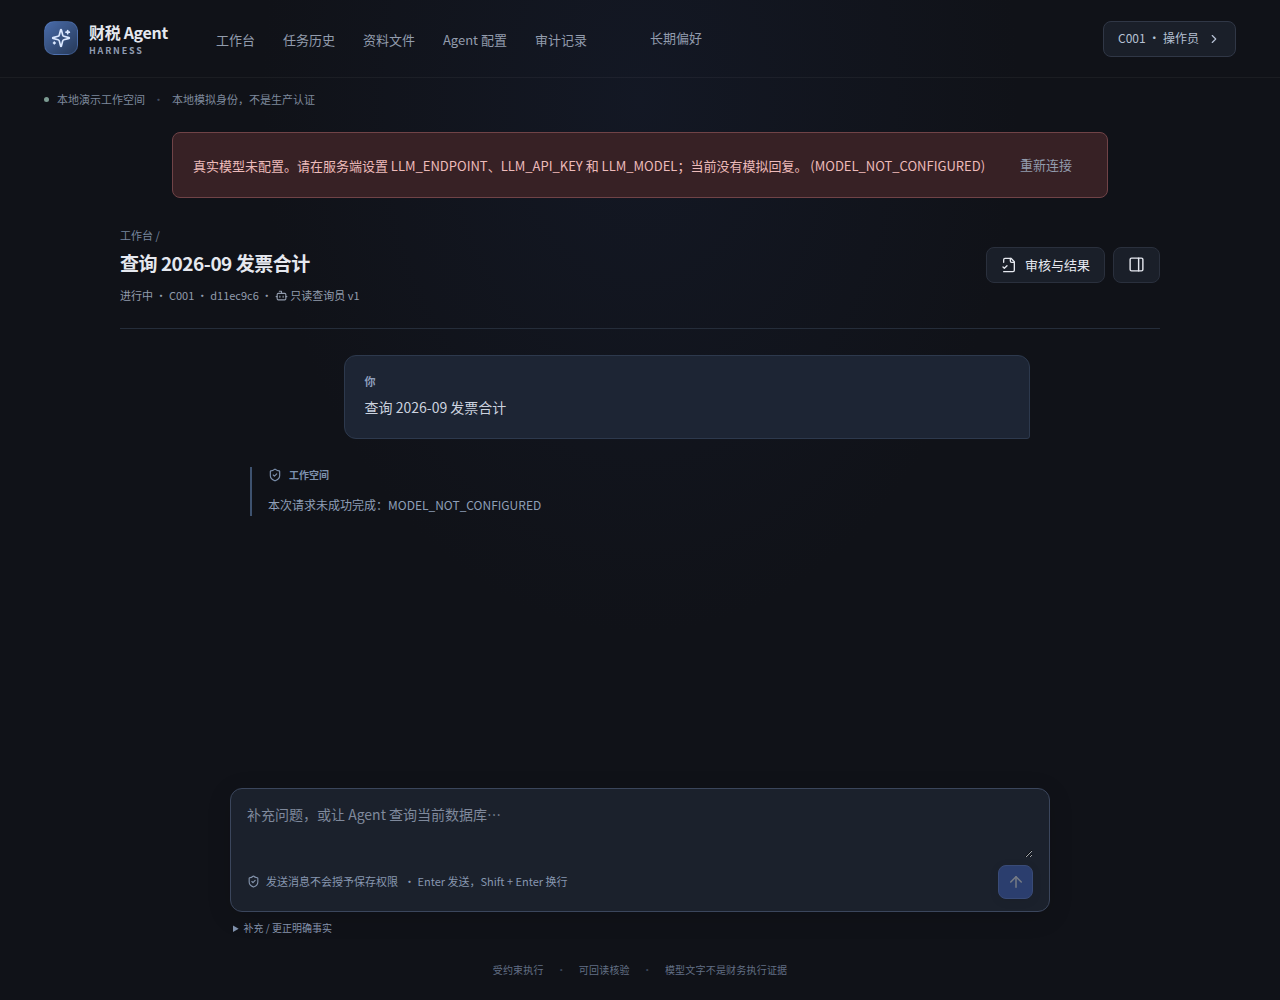 财税 Agent
HARNESS
工作台
任务历史
资料文件
Agent 配置
审计记录
长期偏好
C001 · 操作员
本地演示工作空间 · 本地模拟身份，不是生产认证
真实模型未配置。请在服务端设置 LLM_ENDPOINT、LLM_API_KEY 和 LLM_MODEL；当前没有模拟回复。 (MODEL_NOT_CONFIGURED)
重新连接
工作台 /
查询 2026-09 发票合计
审核与结果
进行中 · C001 · d11ec9c6 · 只读查询员 v1
你
查询 2026-09 发票合计
工作空间
本次请求未成功完成：MODEL_NOT_CONFIGURED
补充问题，或让 Agent 查询当前数据库…
发送消息不会授予保存权限 · Enter 发送，Shift + Enter 换行
补充 / 更正明确事实
受约束执行 · 可回读核验 · 模型文字不是财务执行证据